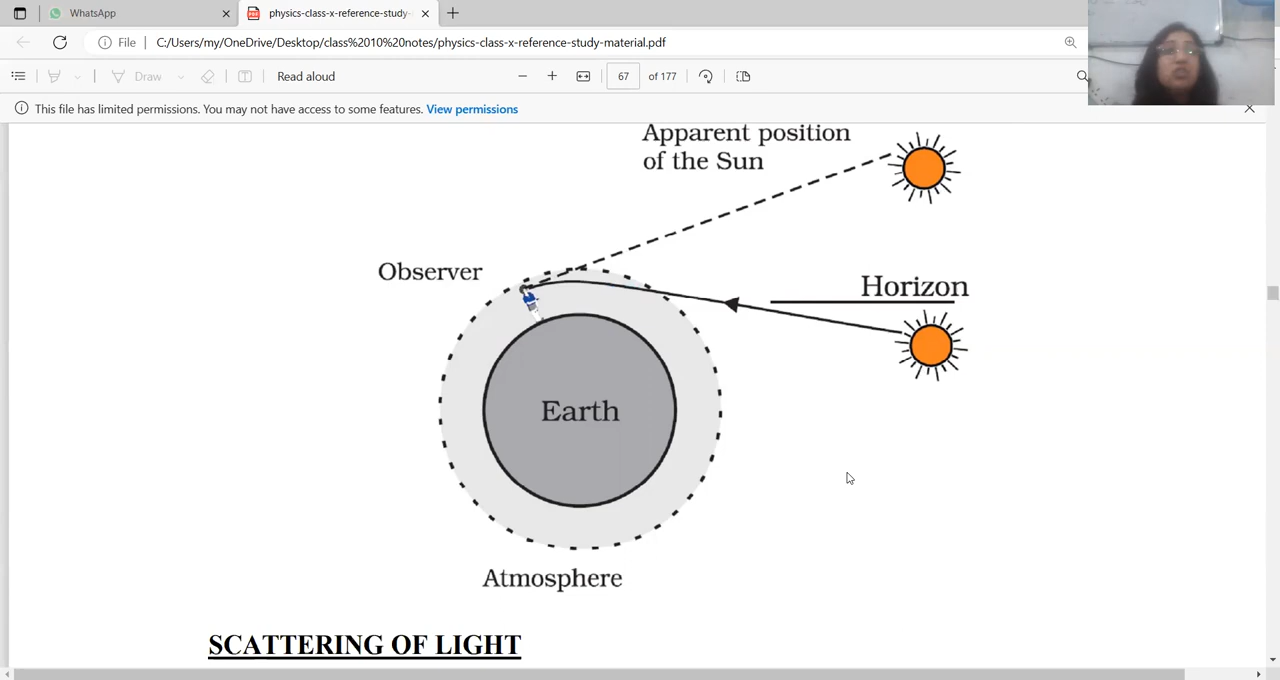 WhatsApp
physics-class-x-reference-study-
File
C:/Users/my/OneDrive/Desktop/class%2010%20notes/physics-class-x-reference-study-material.pdf
Draw
Read aloud
67 of 177
This file has limited permissions. You may not have access to some features. View permissions
Apparent position
of the Sun
Observer
Horizon
Earth
Atmosphere
SCATTERING OF LIGHT